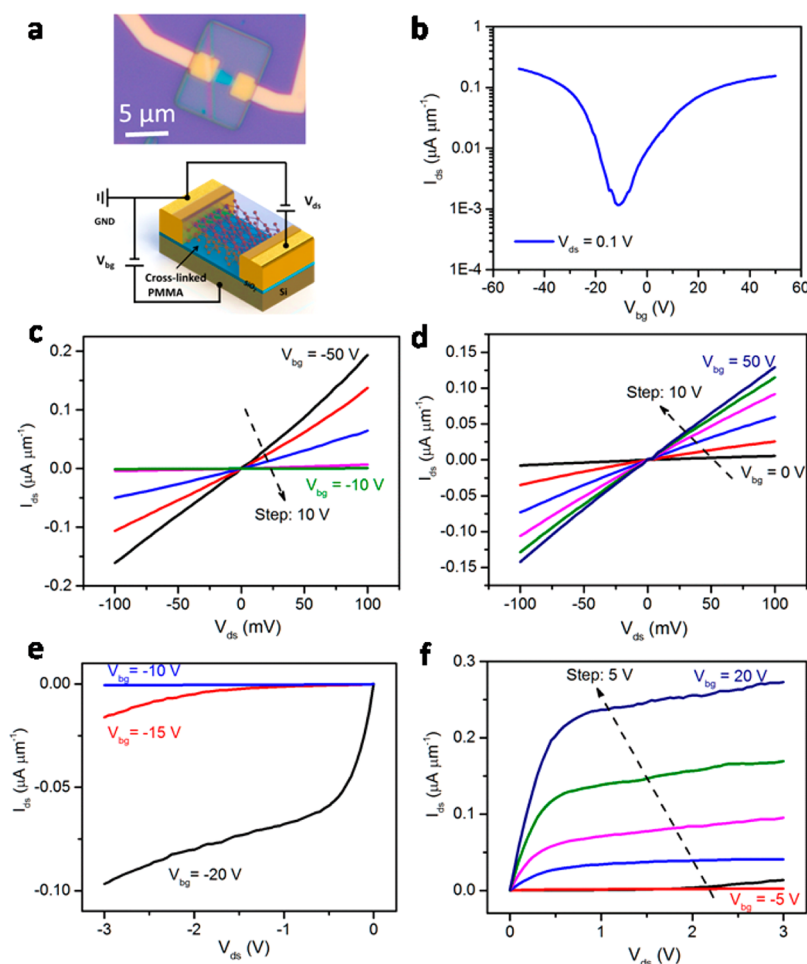 a
5 µm
GND
V_bg
V_ds
Cross-linked
PMMA
SiO₂
Si
b
I_ds (µA µm⁻¹)
1
0.1
0.01
1E-3
1E-4
V_ds = 0.1 V
-60 -40 -20 0 20 40 60
V_bg (V)
c
I_ds (µA µm⁻¹)
0.2
0.1
0.0
-0.1
-0.2
V_bg = -50 V
V_bg = -10 V
Step: 10 V
-100 -50 0 50 100
V_ds (mV)
d
I_ds (µA µm⁻¹)
0.15
0.10
0.05
0.00
-0.05
-0.10
-0.15
V_bg = 50 V
Step: 10 V
V_bg = 0 V
-100 -50 0 50 100
V_ds (mV)
e
I_ds (µA µm⁻¹)
0.00
-0.05
-0.10
V_bg = -10 V
V_bg = -15 V
V_bg = -20 V
-3 -2 -1 0
V_ds (V)
f
I_ds (µA µm⁻¹)
0.3
0.2
0.1
0.0
Step: 5 V
V_bg = 20 V
V_bg = -5 V
0 1 2 3
V_ds (V)